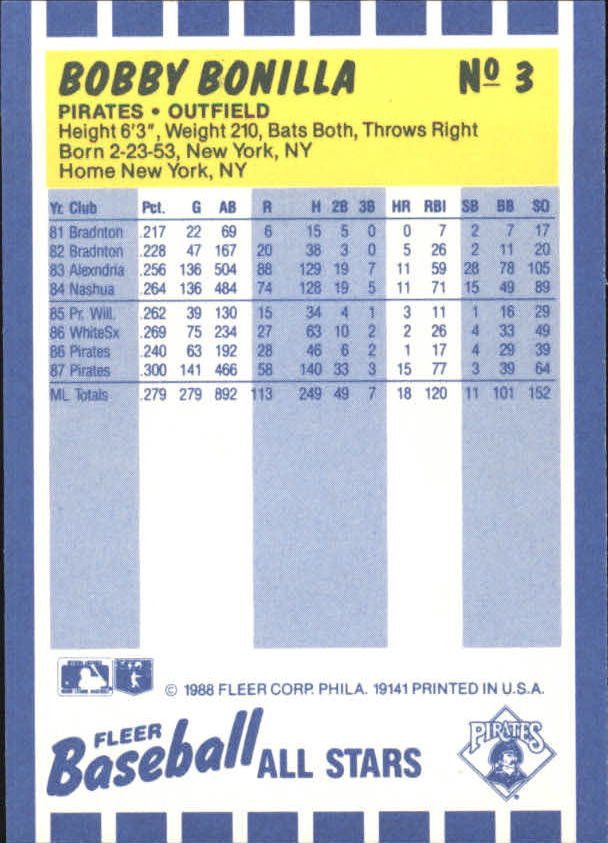 BOBBY BONILLA Nº 3
PIRATES • OUTFIELD
Height 6'3", Weight 210, Bats Both, Throws Right
Born 2-23-53, New York, NY
Home New York, NY
Yr. Club Pct. G AB R H 2B 3B HR RBI SB BB SO
81 Bradnton .217 22 69 6 15 5 0 0 7 2 7 17
82 Bradnton .228 47 167 20 38 3 0 5 26 2 11 20
83 Alexndria .256 136 504 88 129 19 7 11 59 28 78 105
84 Nashua .264 136 484 74 128 19 5 11 71 15 49 89
85 Pr. Will. .262 39 130 15 34 4 1 3 11 1 16 29
86 WhiteSx .269 75 234 27 63 10 2 2 26 4 33 49
86 Pirates .240 63 192 28 46 6 2 1 17 4 29 39
87 Pirates .300 141 466 58 140 33 3 15 77 3 39 64
ML Totals .279 279 892 113 249 49 7 18 120 11 101 152
© 1988 FLEER CORP. PHILA. 19141 PRINTED IN U.S.A.
FLEER
Baseball ALL STARS
PIRATES